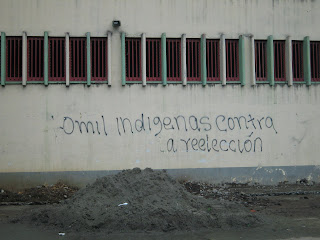 0mil indigenas contra
a reelección